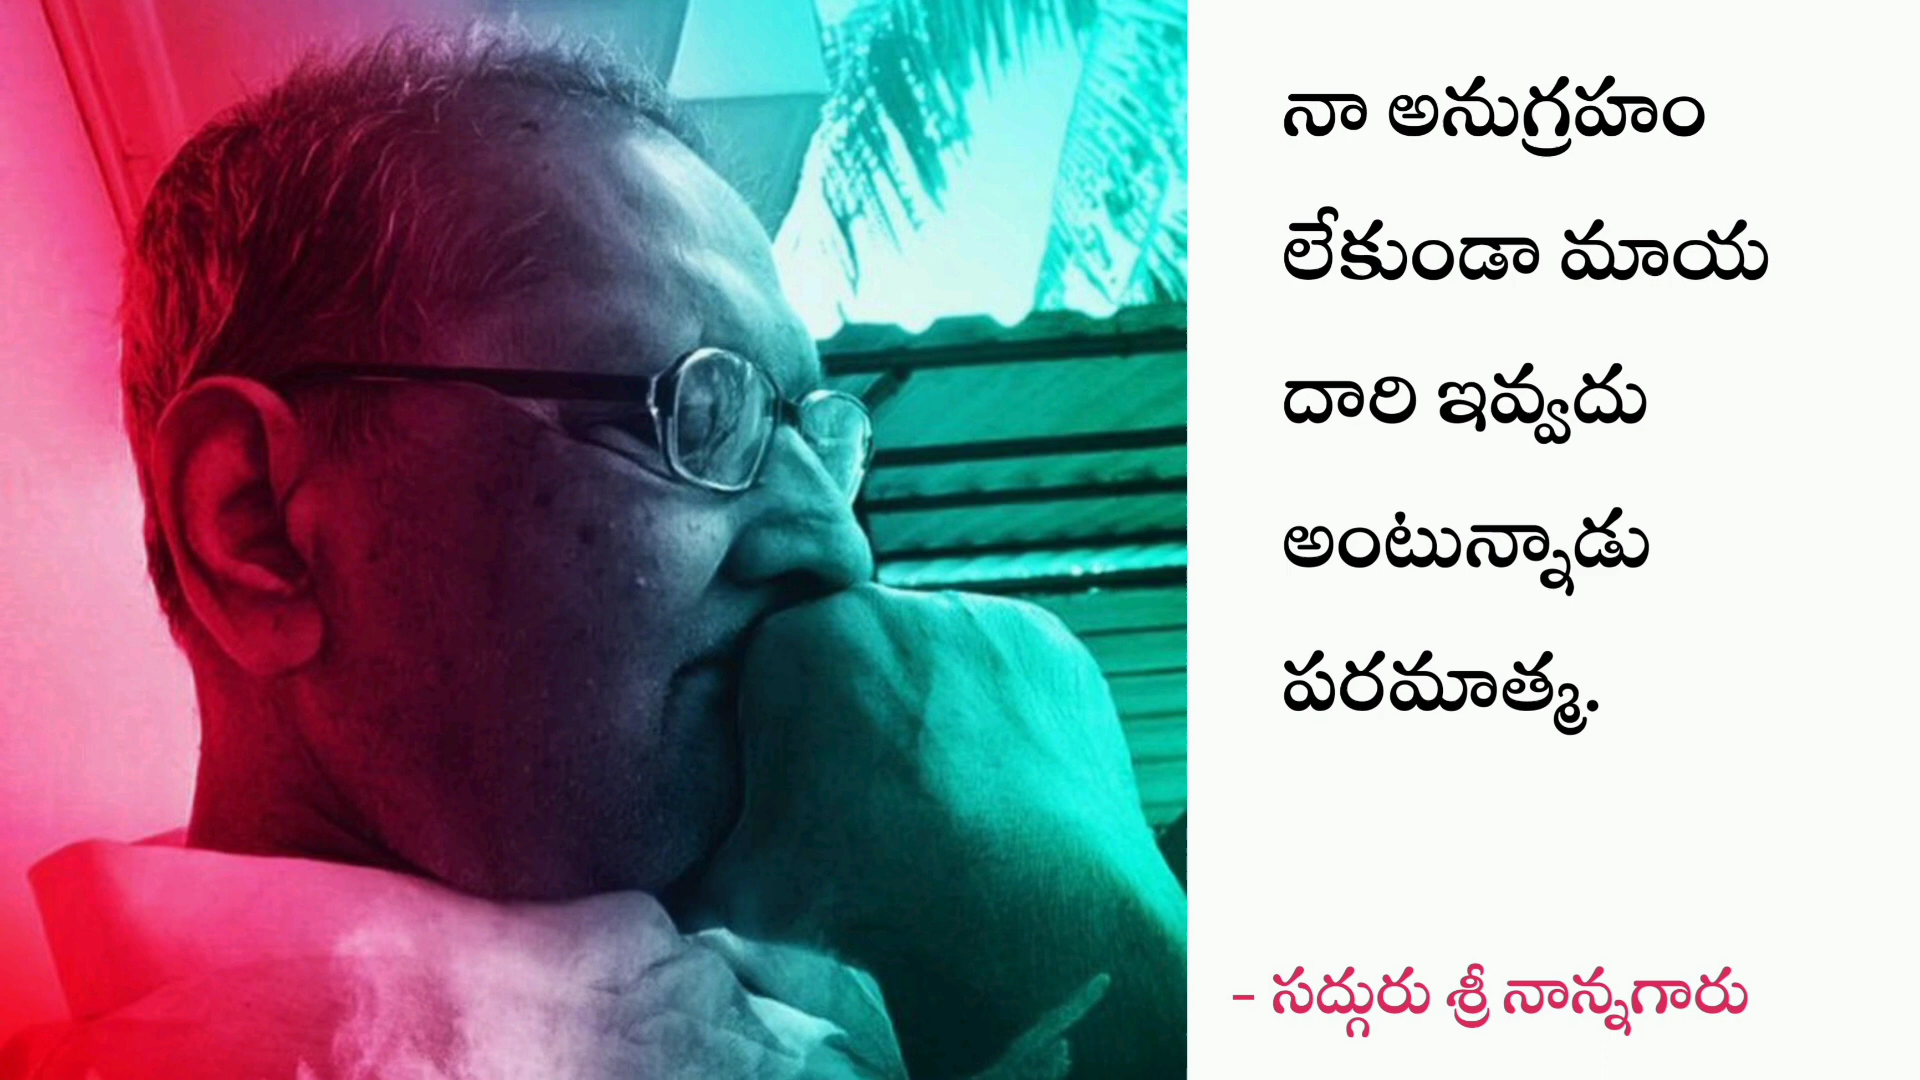 నా అనుగ్రహం
లేకుండా మాయ
దారి ఇవ్వదు
అంటున్నాడు
పరమాత్మ.
- సద్గురు శ్రీ నాన్నగారు